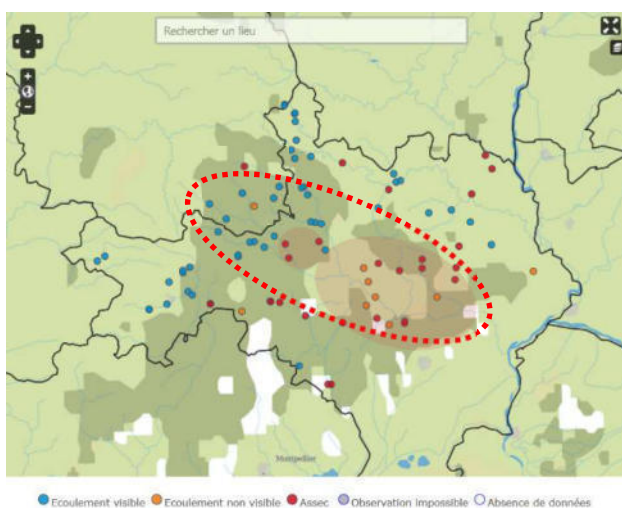 Rechercher un lieu
Montpellier
Ecoulement visible Ecoulement non visible Assec Observation impossible Absence de données